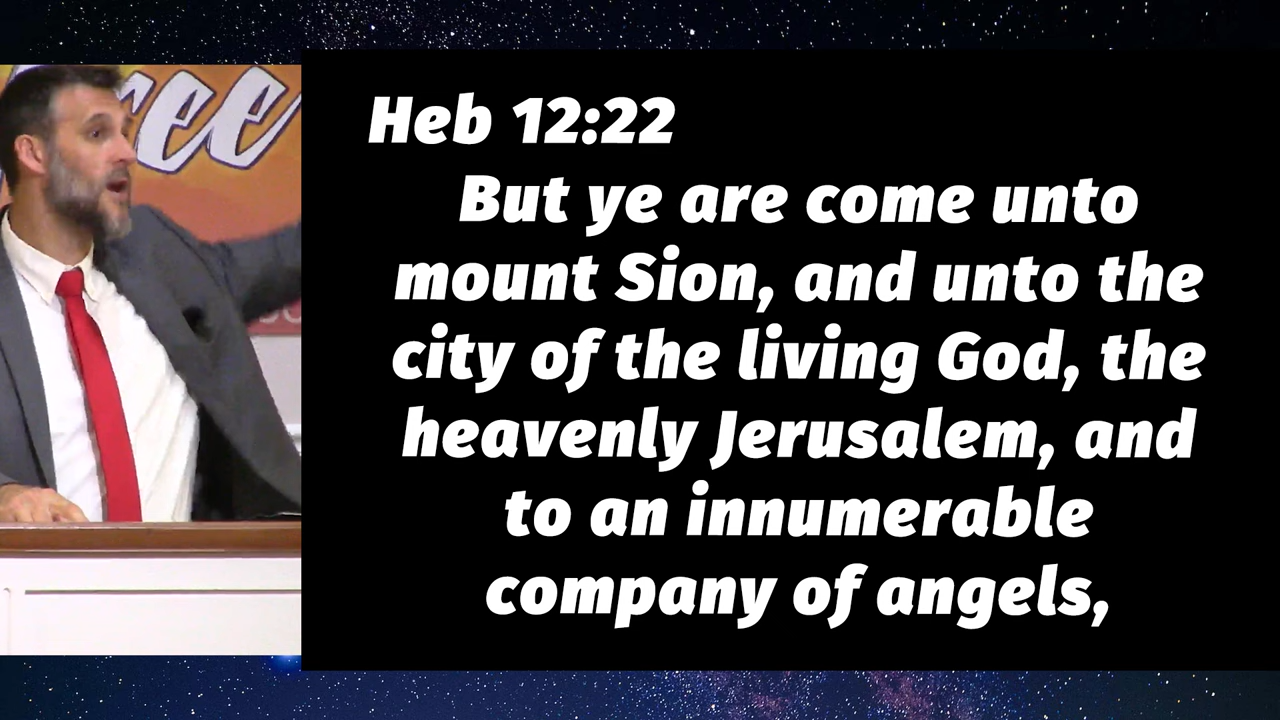 ree
Heb 12:22
But ye are come unto
mount Sion, and unto the
city of the living God, the
heavenly Jerusalem, and
to an innumerable
company of angels,